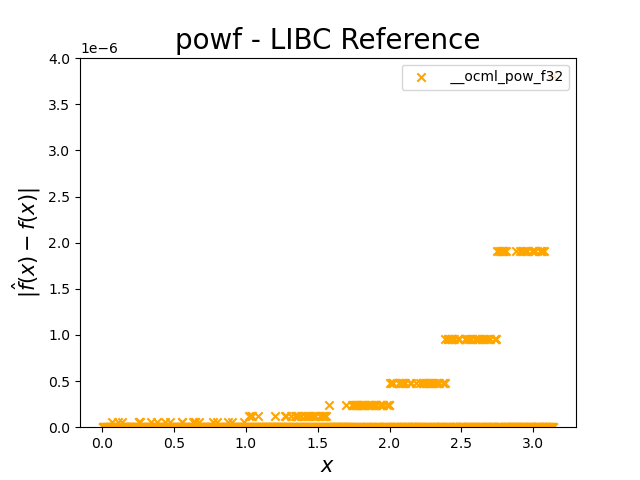 powf - LIBC Reference
1e−6
4.0
3.5
3.0
2.5
2.0
1.5
1.0
0.5
0.0
|f̂(x) − f(x)|
__ocml_pow_f32
0.0 0.5 1.0 1.5 2.0 2.5 3.0
x